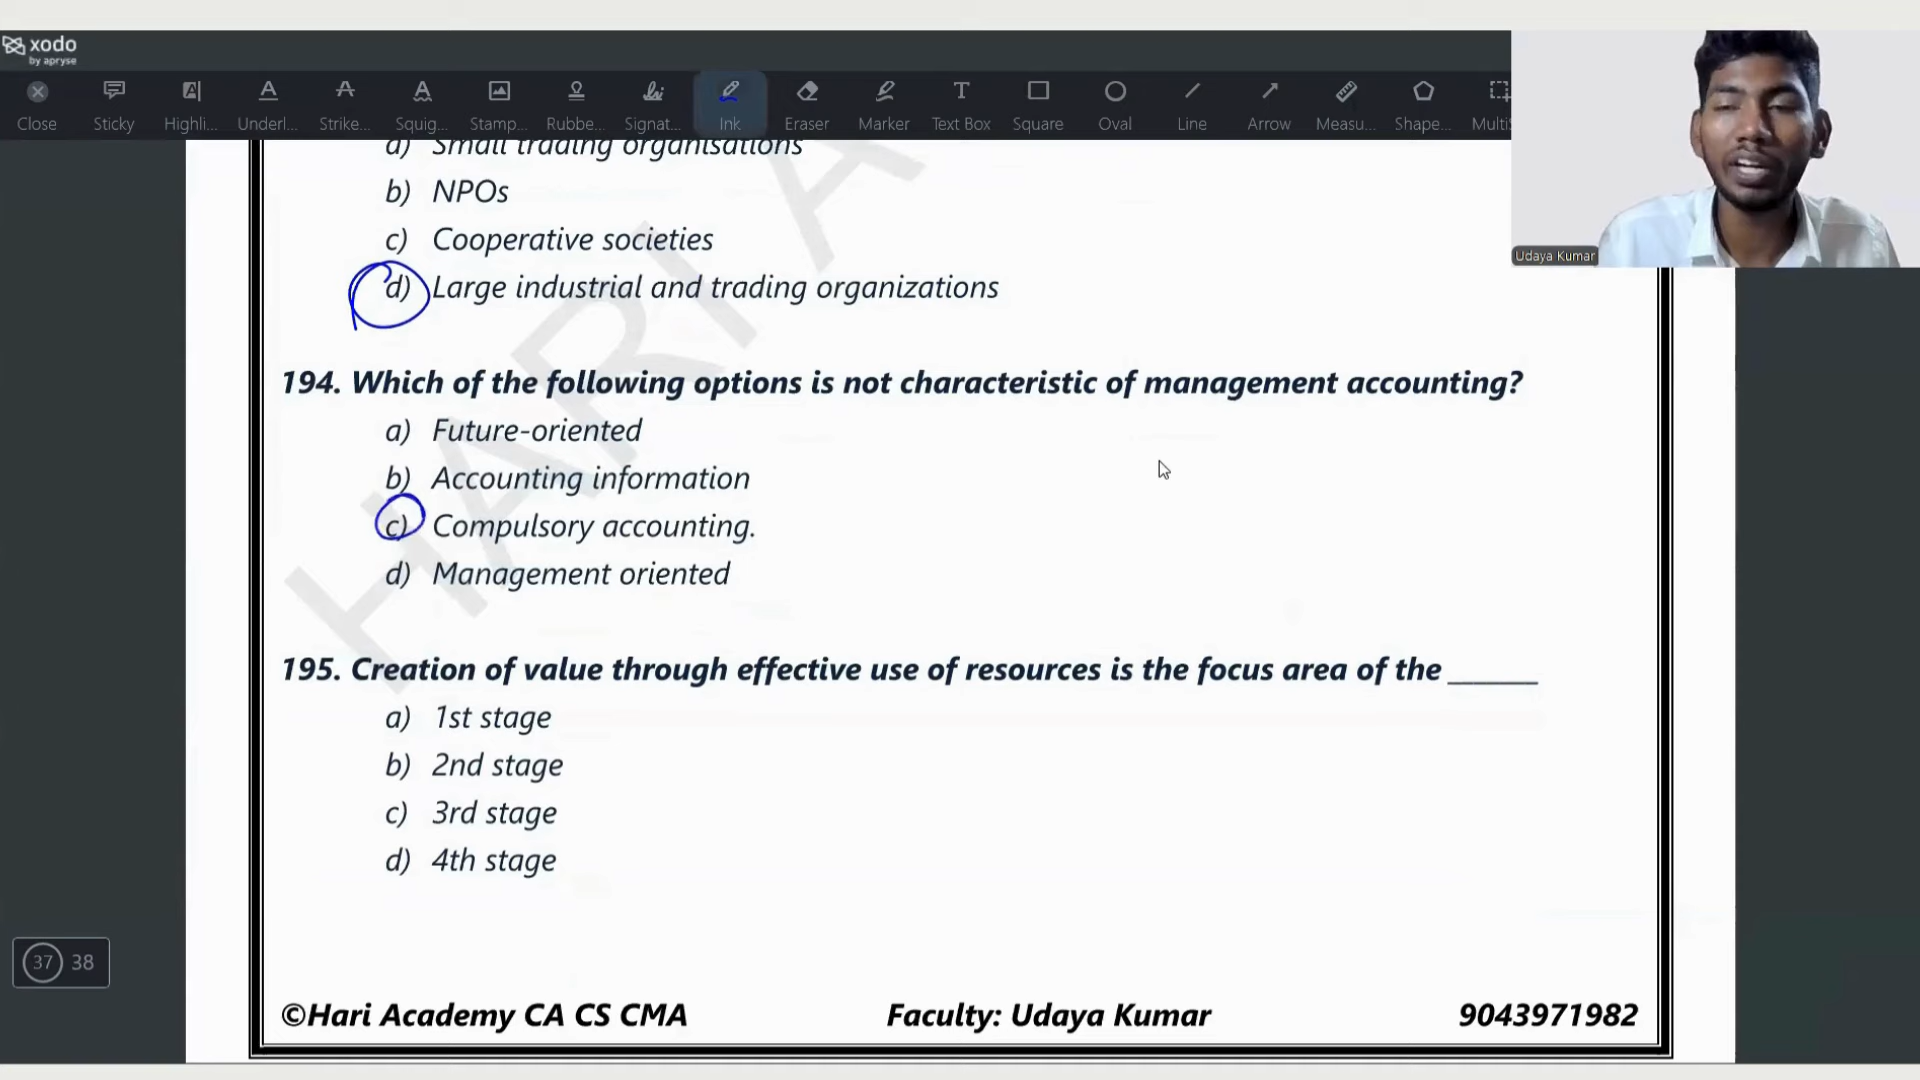 xodo
by apryse
Close Sticky Highli... Underl... Strike... Squig... Stamp... Rubbe... Signat... Ink Eraser Marker Text Box Square Oval Line Arrow Measu... Shape... Multi
Small trading organisations
b) NPOs
c) Cooperative societies
d) Large industrial and trading organizations
194. Which of the following options is not characteristic of management accounting?
a) Future-oriented
b) Accounting information
c) Compulsory accounting.
d) Management oriented
195. Creation of value through effective use of resources is the focus area of the ______
a) 1st stage
b) 2nd stage
c) 3rd stage
d) 4th stage
©Hari Academy CA CS CMA Faculty: Udaya Kumar 9043971982
37 38
Udaya Kumar
HARI A